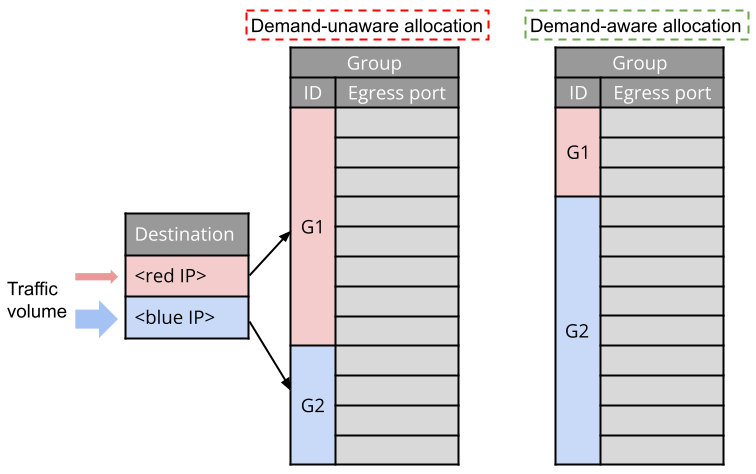 Demand-unaware allocation
Demand-aware allocation
Group
ID
Egress port
G1
G2
Group
ID
Egress port
G1
G2
Destination
<red IP>
<blue IP>
Traffic
volume